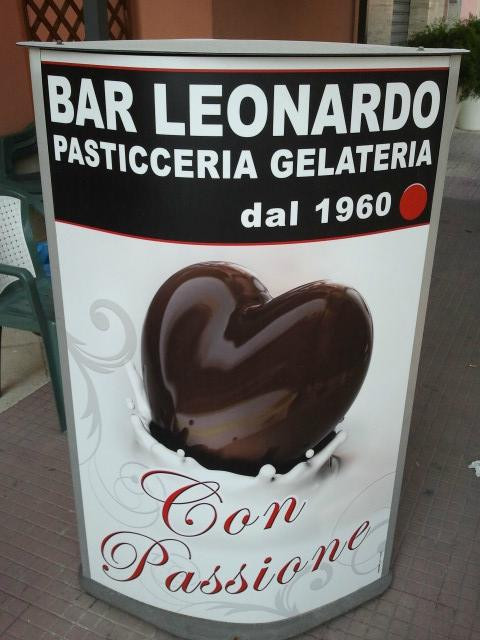 BAR LEONARDO
PASTICCERIA GELATERIA
dal 1960
Con
Passione